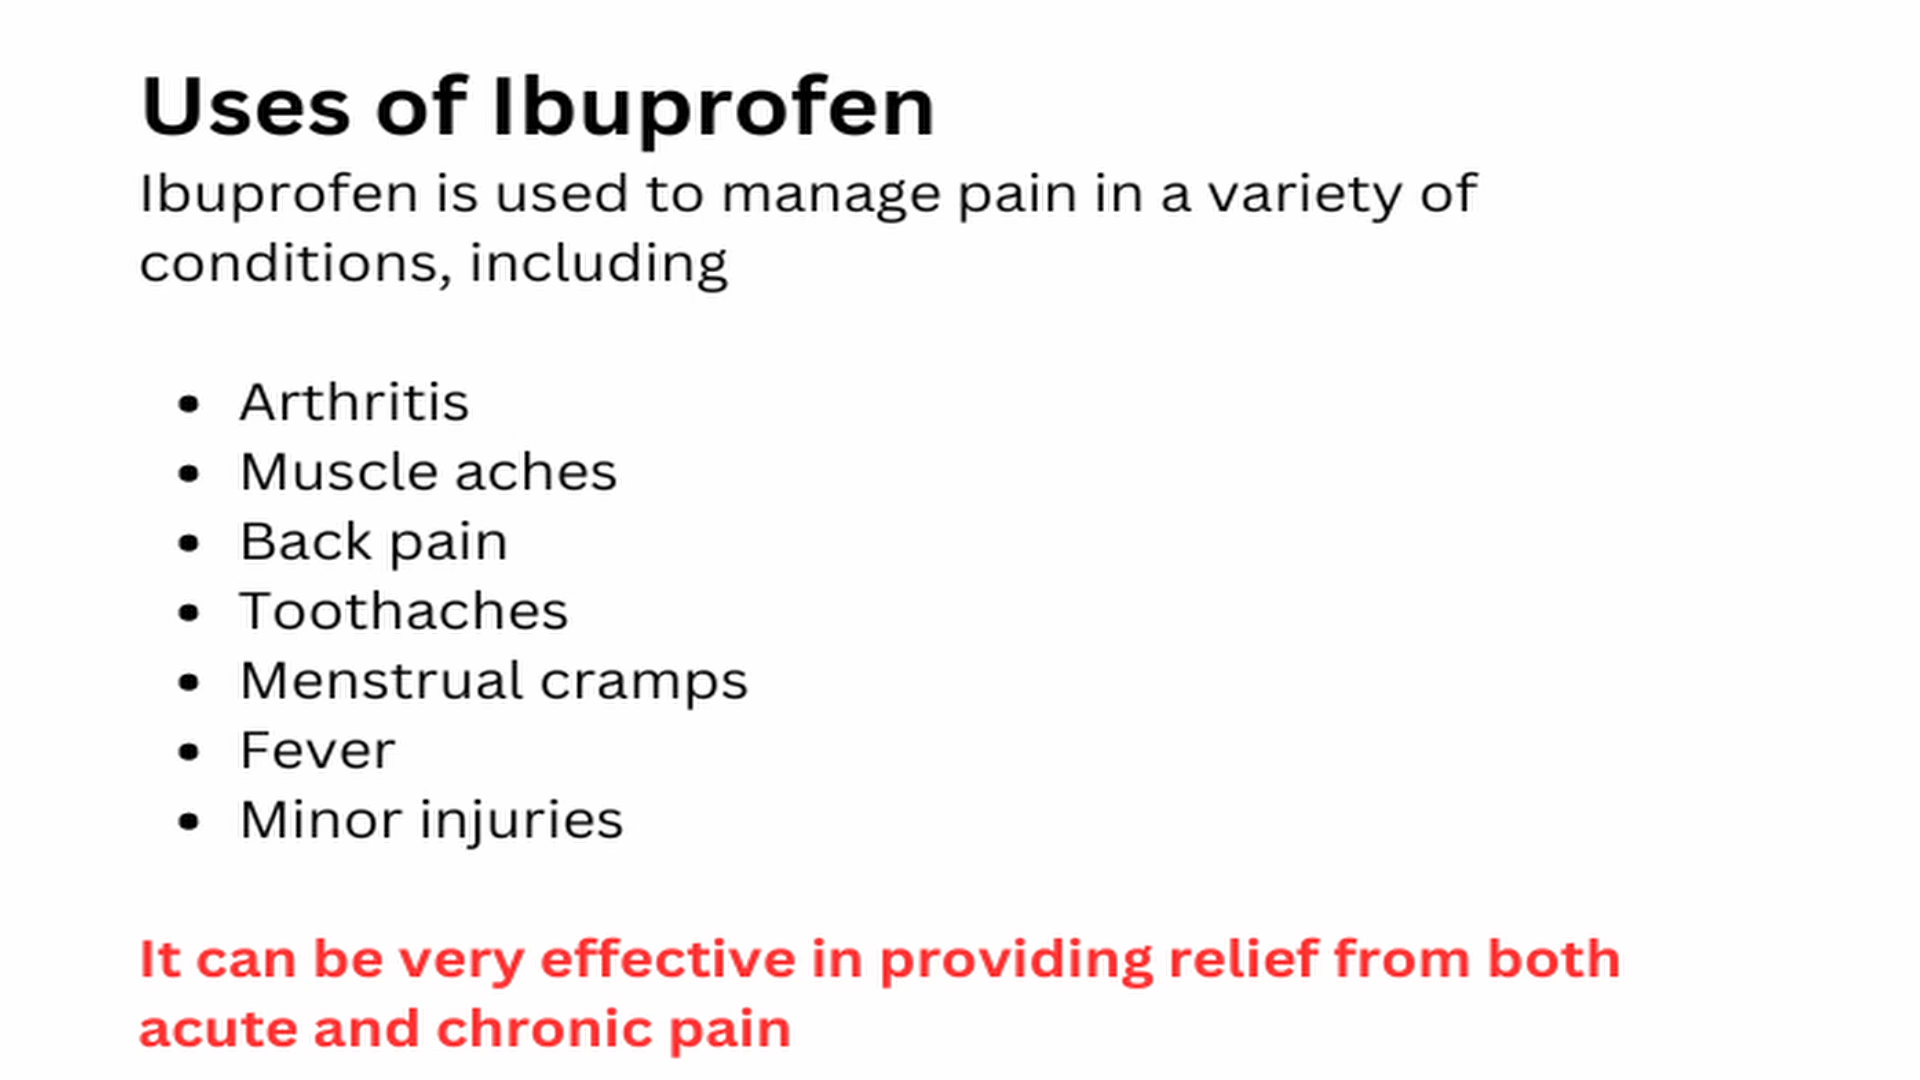 Uses of Ibuprofen
Ibuprofen is used to manage pain in a variety of
conditions, including
• Arthritis
• Muscle aches
• Back pain
• Toothaches
• Menstrual cramps
• Fever
• Minor injuries
It can be very effective in providing relief from both
acute and chronic pain